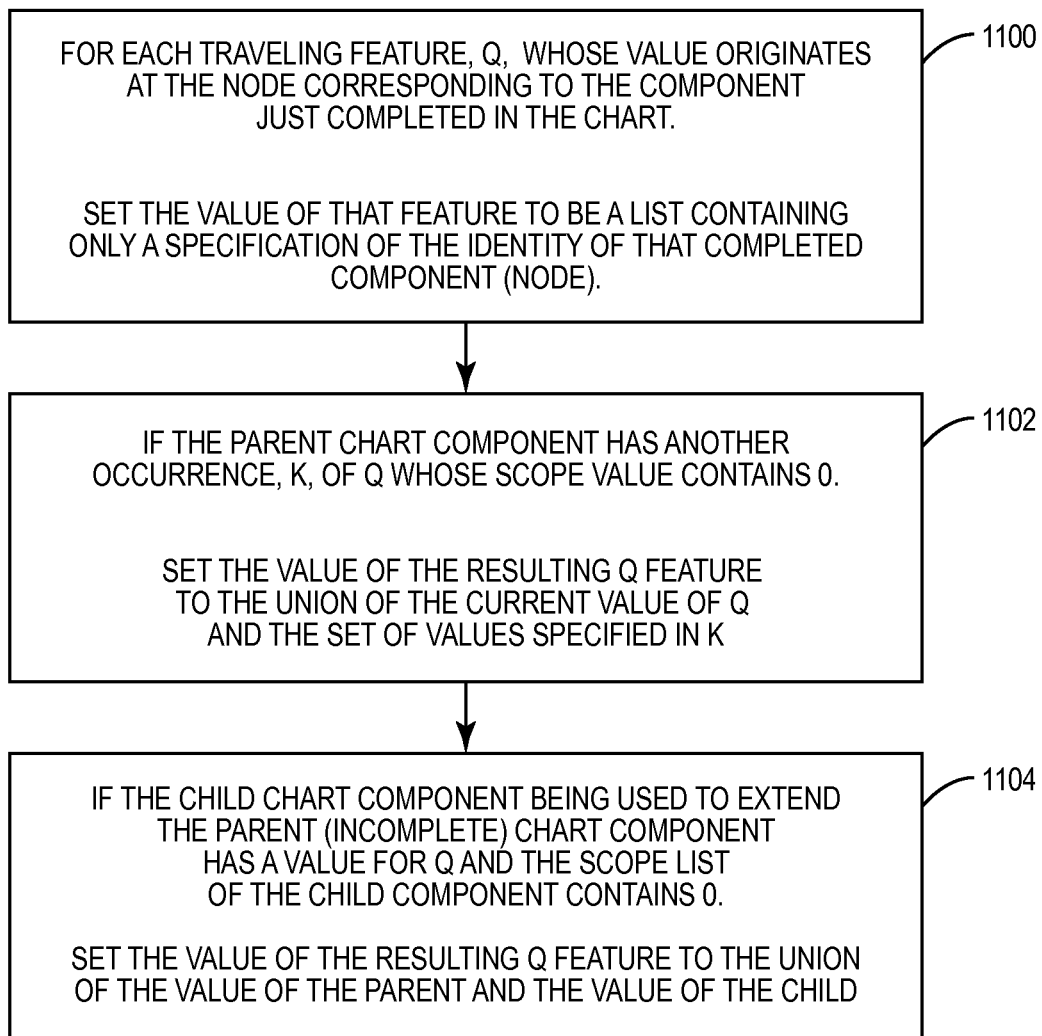 FOR EACH TRAVELING FEATURE, Q, WHOSE VALUE ORIGINATES
AT THE NODE CORRESPONDING TO THE COMPONENT
JUST COMPLETED IN THE CHART.
SET THE VALUE OF THAT FEATURE TO BE A LIST CONTAINING
ONLY A SPECIFICATION OF THE IDENTITY OF THAT COMPLETED
COMPONENT (NODE).
1100
IF THE PARENT CHART COMPONENT HAS ANOTHER
OCCURRENCE, K, OF Q WHOSE SCOPE VALUE CONTAINS 0.
SET THE VALUE OF THE RESULTING Q FEATURE
TO THE UNION OF THE CURRENT VALUE OF Q
AND THE SET OF VALUES SPECIFIED IN K
1102
IF THE CHILD CHART COMPONENT BEING USED TO EXTEND
THE PARENT (INCOMPLETE) CHART COMPONENT
HAS A VALUE FOR Q AND THE SCOPE LIST
OF THE CHILD COMPONENT CONTAINS 0.
SET THE VALUE OF THE RESULTING Q FEATURE TO THE UNION
OF THE VALUE OF THE PARENT AND THE VALUE OF THE CHILD
1104